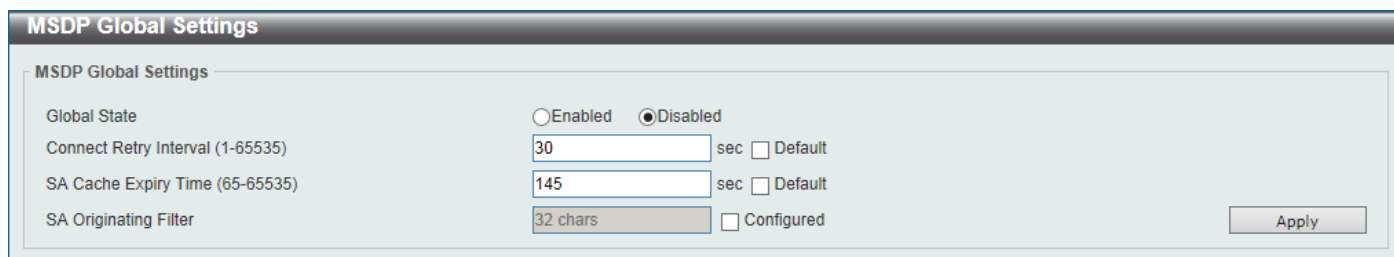 MSDP Global Settings
MSDP Global Settings
Global State Enabled Disabled
Connect Retry Interval (1-65535) 30 sec Default
SA Cache Expiry Time (65-65535) 145 sec Default
SA Originating Filter 32 chars Configured Apply